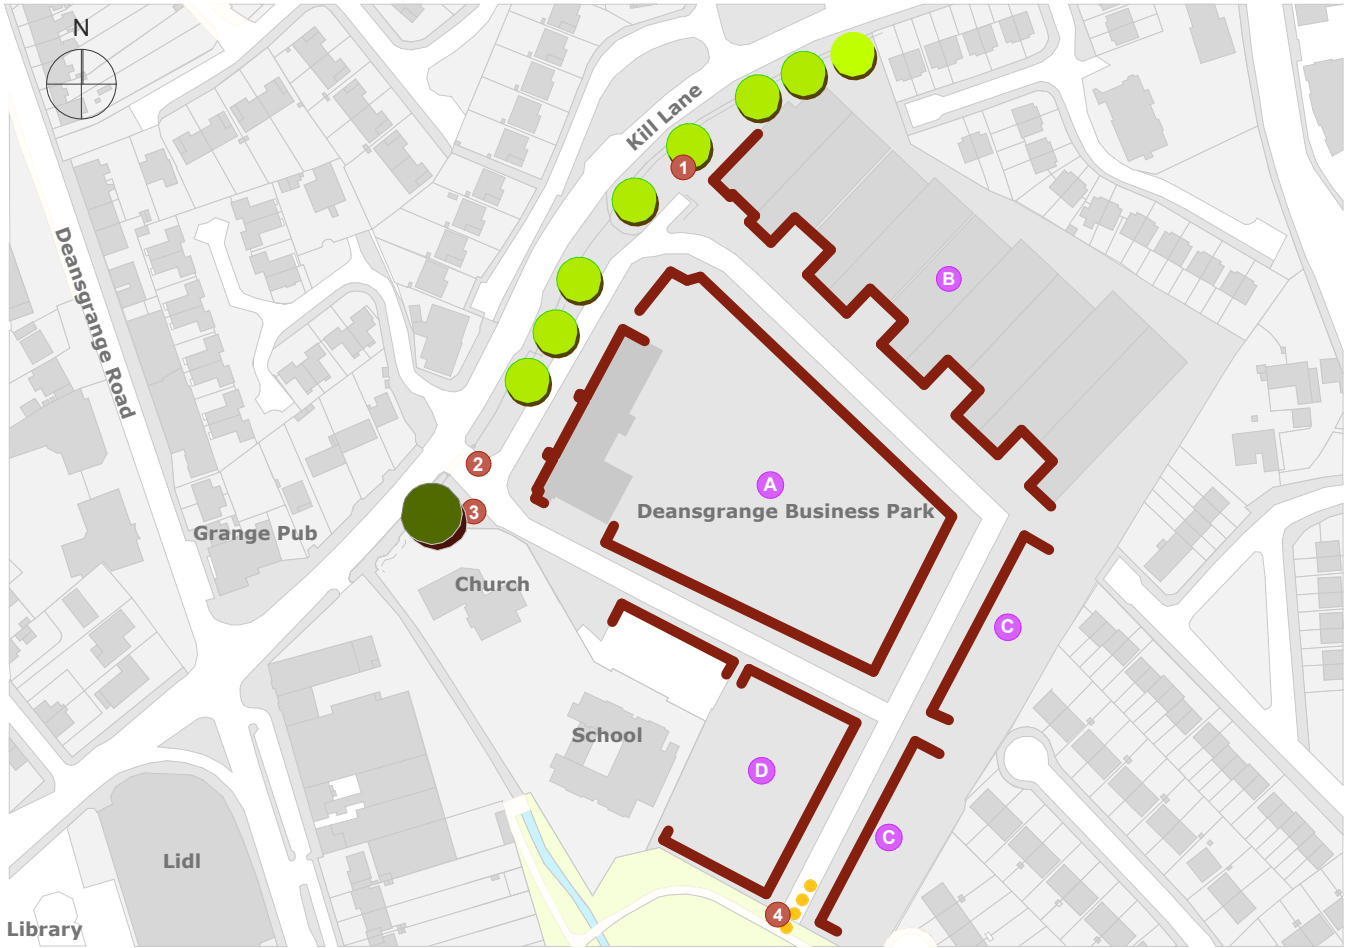 N
Kill Lane
1
B
Deansgrange Road
2
A
3
Deansgrange Business Park
Grange Pub
Church
C
School
D
C
Lidl
4
Library